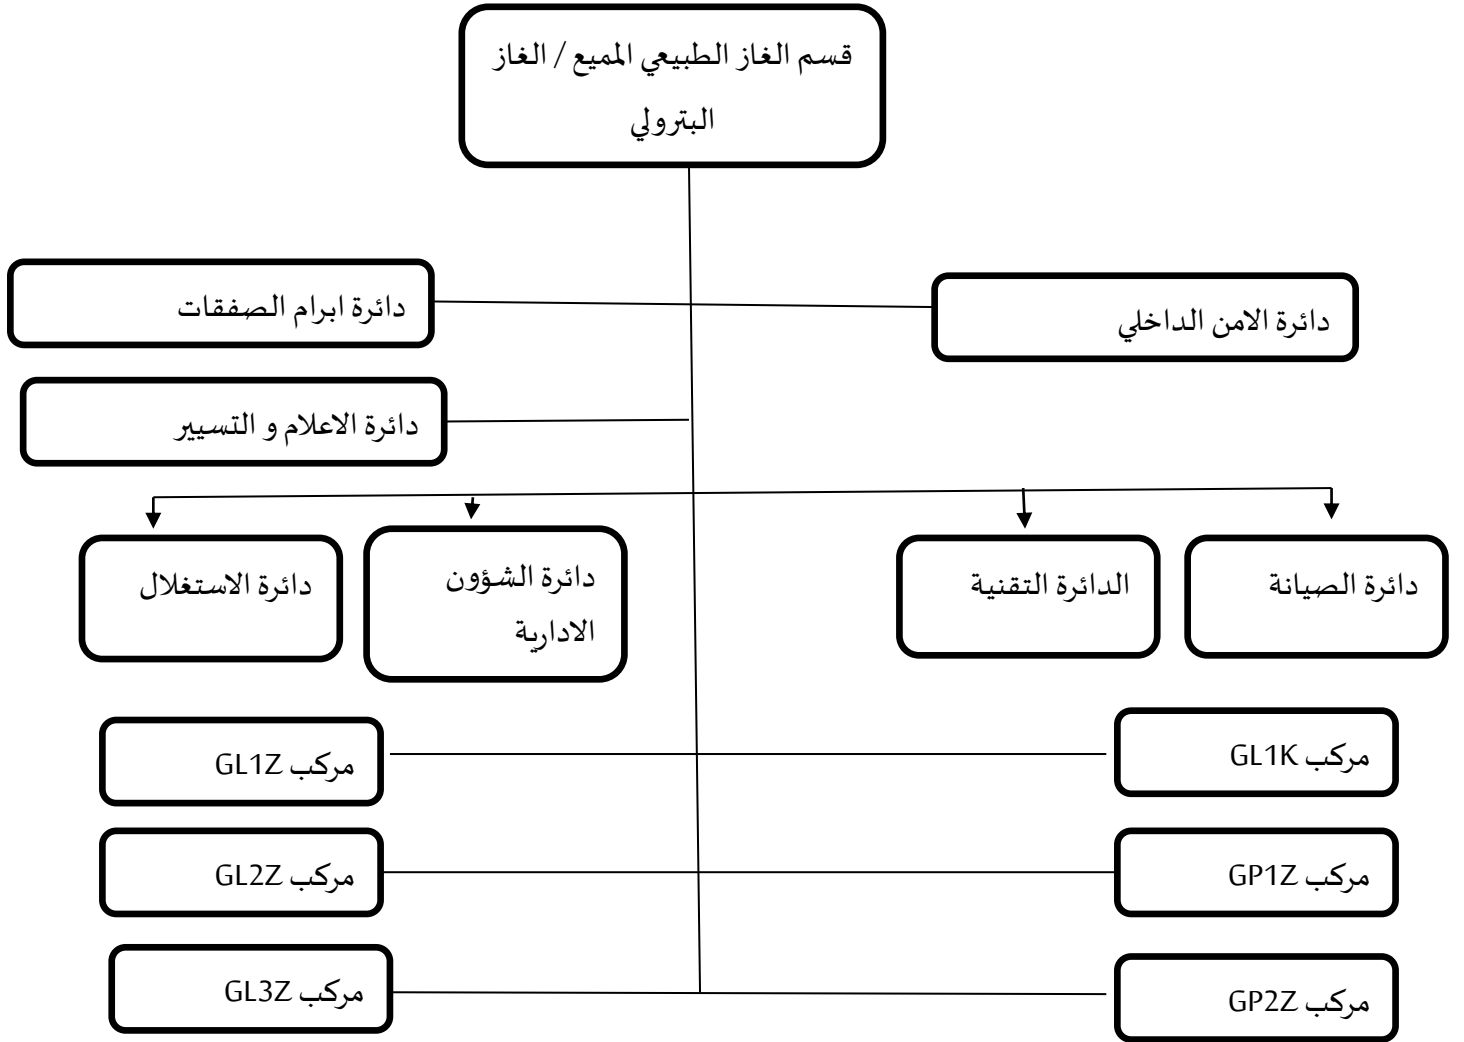 قسم الغاز الطبيعي المميع / الغاز
البترولي
دائرة الامن الداخلي
دائرة ابرام الصفقات
دائرة الاعلام و التسيير
دائرة الصيانة
الدائرة التقنية
دائرة الشؤون
الادارية
دائرة الاستغلال
مركب GL1K
مركب GL1Z
مركب GP1Z
مركب GL2Z
مركب GP2Z
مركب GL3Z